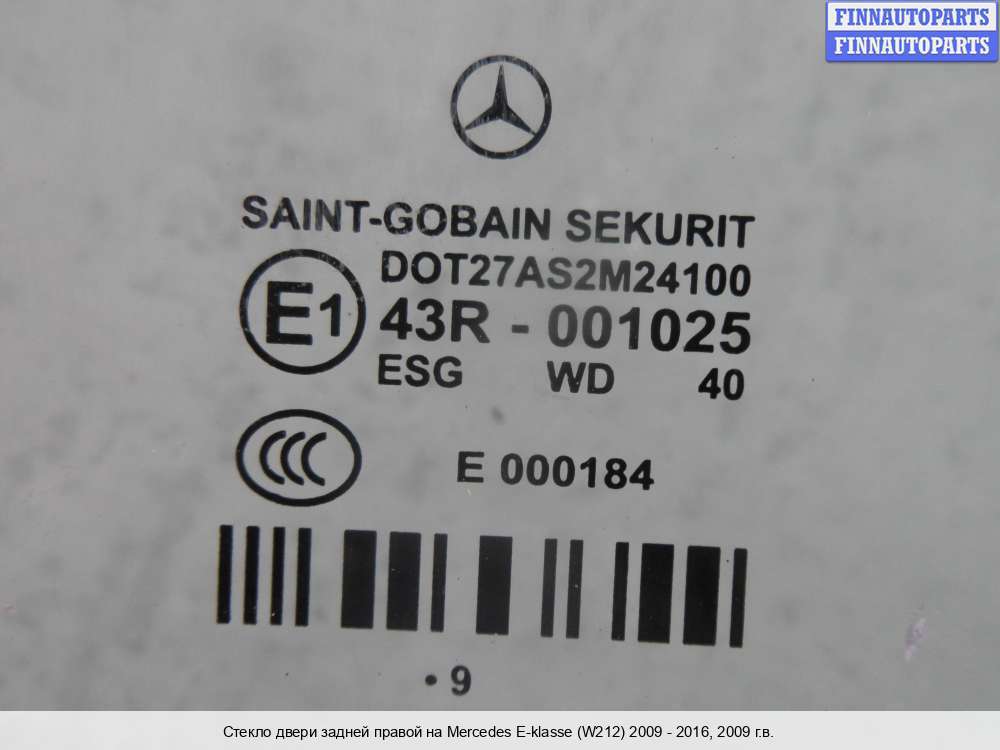 FINNAUTOPARTS
FINNAUTOPARTS
SAINT-GOBAIN SEKURIT
DOT27AS2M24100
E1 43R - 001025
ESG WD 40
CCC E 000184
• 9
Стекло двери задней правой на Mercedes E-klasse (W212) 2009 - 2016, 2009 г.в.